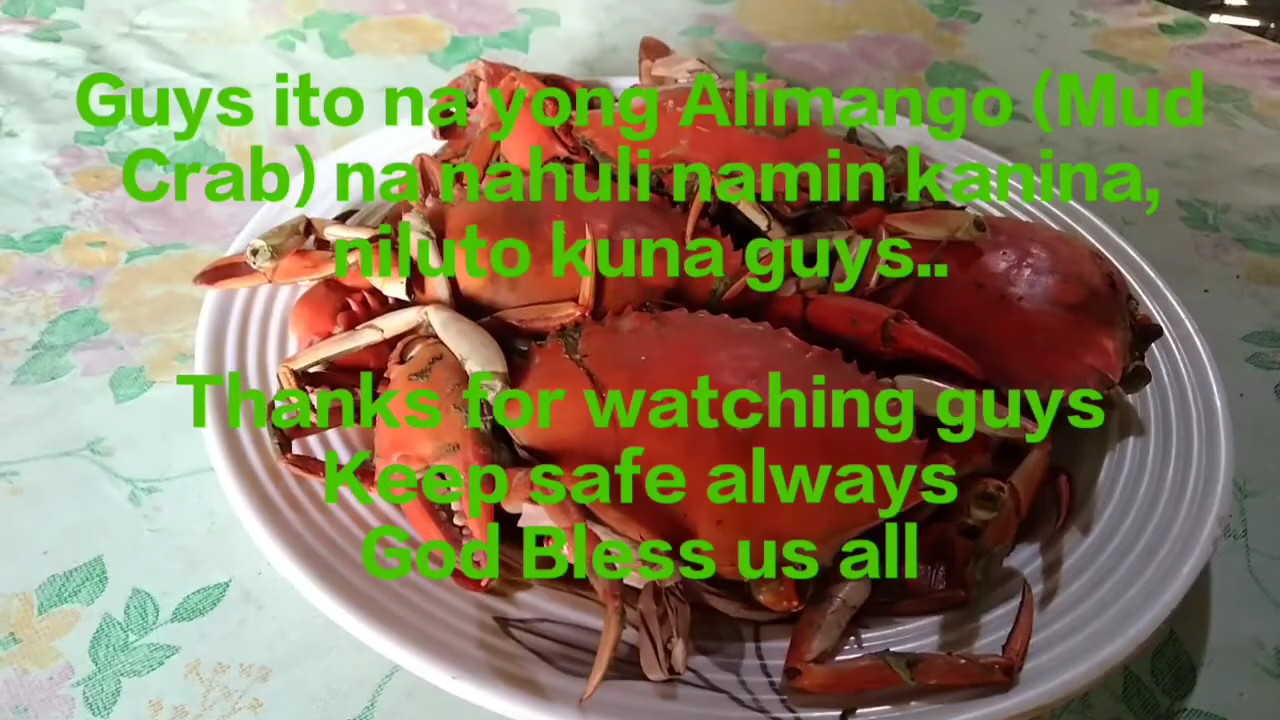 Guys ito na yong Alimango (Mud
Crab) na nahuli namin kanina,
niluto kuna guys..
Thanks for watching guys
Keep safe always
God Bless us all